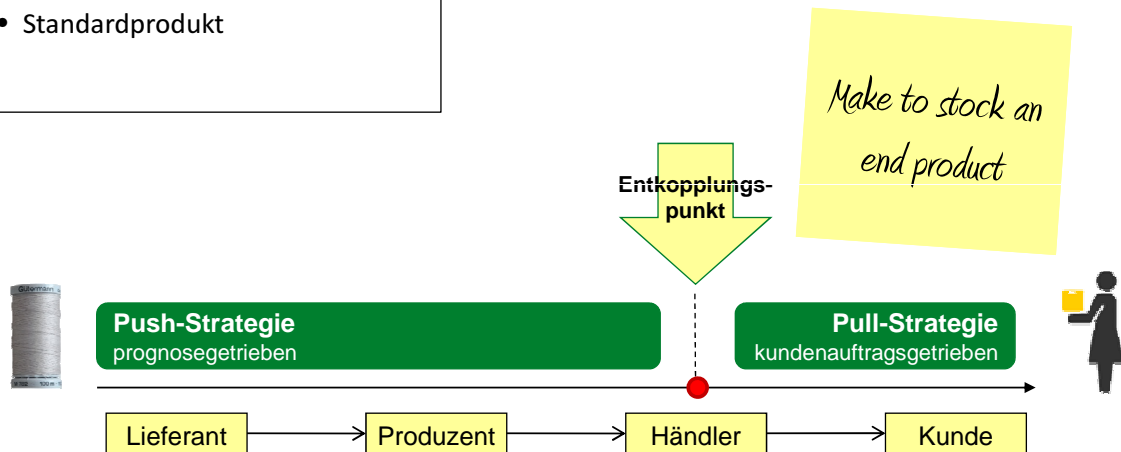 • Standardprodukt
Make to stock an
end product
Entkopplungs-
punkt
Gütermann
Push-Strategie
prognosegetrieben
Pull-Strategie
kundenauftragsgetrieben
Lieferant
Produzent
Händler
Kunde